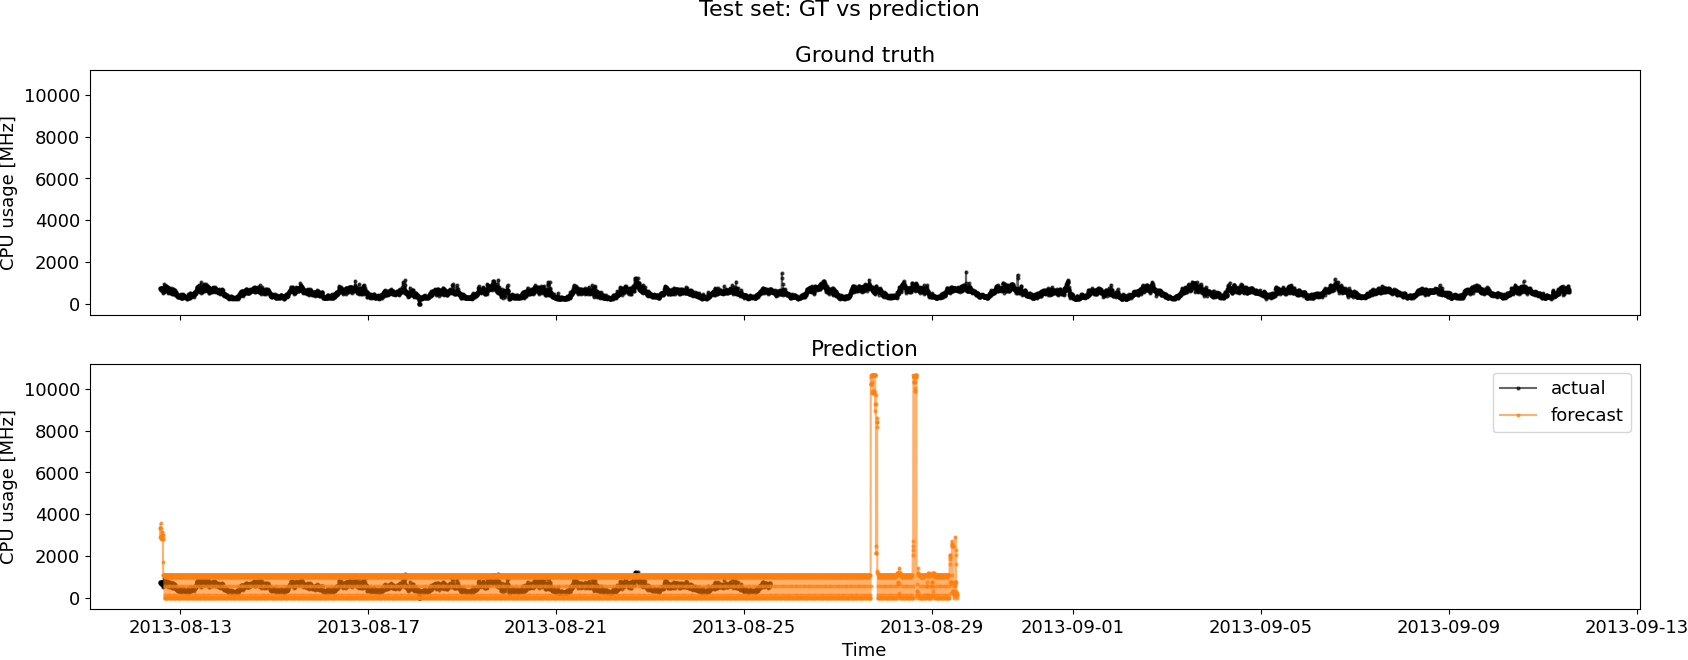 Test set: GT vs prediction
Ground truth
CPU usage [MHz]
10000
8000
6000
4000
2000
0
Prediction
CPU usage [MHz]
10000
8000
6000
4000
2000
0
actual
forecast
2013-08-13 2013-08-17 2013-08-21 2013-08-25 2013-08-29 2013-09-01 2013-09-05 2013-09-09 2013-09-13
Time